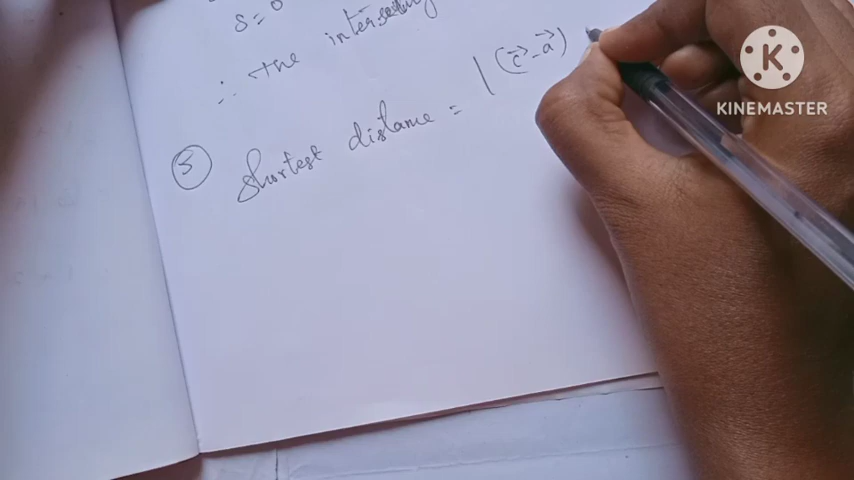 s = 0
∴ The intersecting
⑤ Shortest distance = |(c⃗ - a⃗)
KINEMASTER